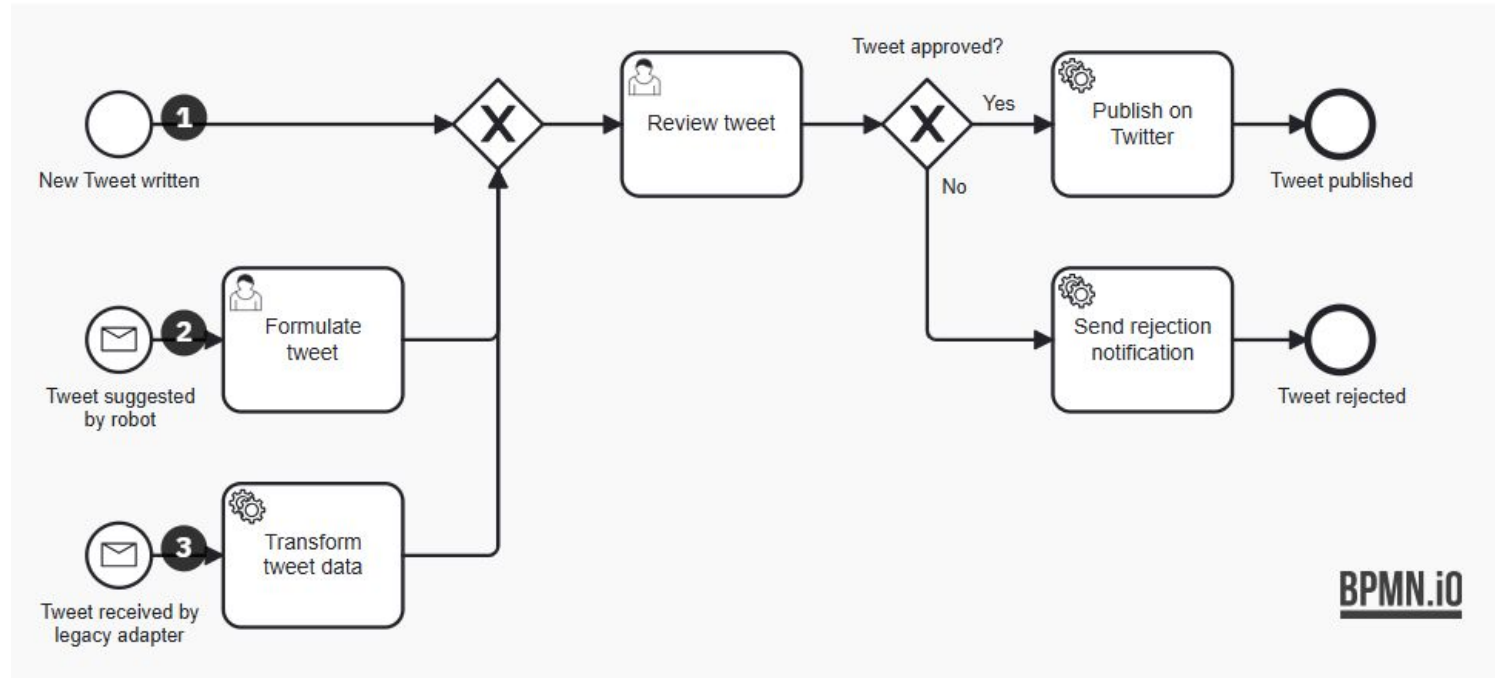 Tweet approved?
1
New Tweet written
X
Review tweet
X
Yes
No
Publish on
Twitter
Tweet published
2
Tweet suggested
by robot
Formulate
tweet
Send rejection
notification
Tweet rejected
3
Tweet received by
legacy adapter
Transform
tweet data
BPMN.iO